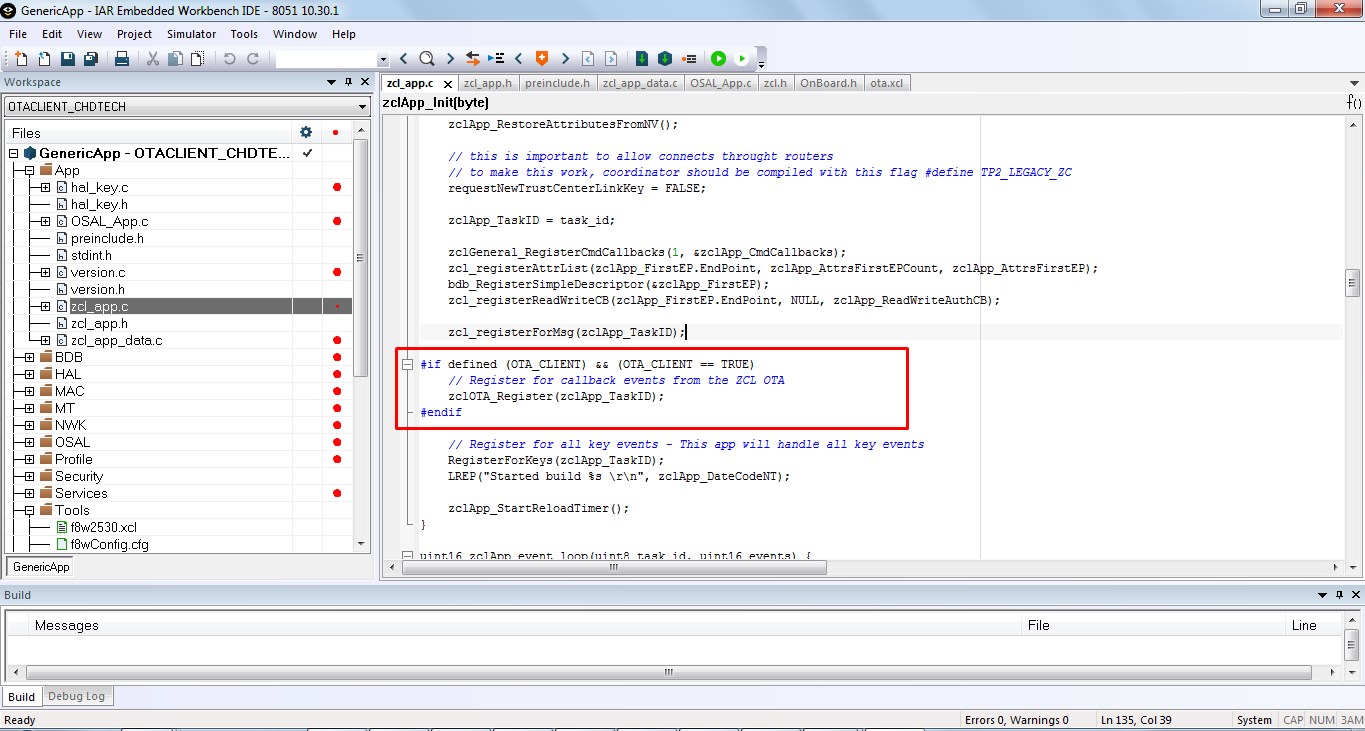 GenericApp - IAR Embedded Workbench IDE - 8051 10.30.1
File Edit View Project Simulator Tools Window Help
Workspace
OTACLIENT_CHDTECH
Files
GenericApp - OTACLIENT_CHDTE...
App
hal_key.c
hal_key.h
OSAL_App.c
preinclude.h
stdint.h
version.c
version.h
zcl_app.c
zcl_app.h
zcl_app_data.c
BDB
HAL
MAC
MT
NWK
OSAL
Profile
Security
Services
Tools
f8w2530.xcl
f8wConfig.cfg
GenericApp
zcl_app.c zcl_app.h preinclude.h zcl_app_data.c OSAL_App.c zcl.h OnBoard.h ota.xcl
zclApp_Init(byte)
f()
zclApp_RestoreAttributesFromNV();
// this is important to allow connects throught routers
// to make this work, coordinator should be compiled with this flag #define TP2_LEGACY_ZC
requestNewTrustCenterLinkKey = FALSE;
zclApp_TaskID = task_id;
zclGeneral_RegisterCmdCallbacks(1, &zclApp_CmdCallbacks);
zcl_registerAttrList(zclApp_FirstEP.EndPoint, zclApp_AttrsFirstEPCount, zclApp_AttrsFirstEP);
bdb_RegisterSimpleDescriptor(&zclApp_FirstEP);
zcl_registerReadWriteCB(zclApp_FirstEP.EndPoint, NULL, zclApp_ReadWriteAuthCB);
zcl_registerForMsg(zclApp_TaskID);
#if defined (OTA_CLIENT) && (OTA_CLIENT == TRUE)
// Register for callback events from the ZCL OTA
zclOTA_Register(zclApp_TaskID);
#endif
// Register for all key events - This app will handle all key events
RegisterForKeys(zclApp_TaskID);
LREP("Started build %s \r\n", zclApp_DateCodeNT);
zclApp_StartReloadTimer();
}
uint16 zclApp_event_loop(uint8 task_id, uint16 events) {
Build
Messages File Line
Build Debug Log
Ready Errors 0, Warnings 0 Ln 135, Col 39 System CAP NUM 3AM